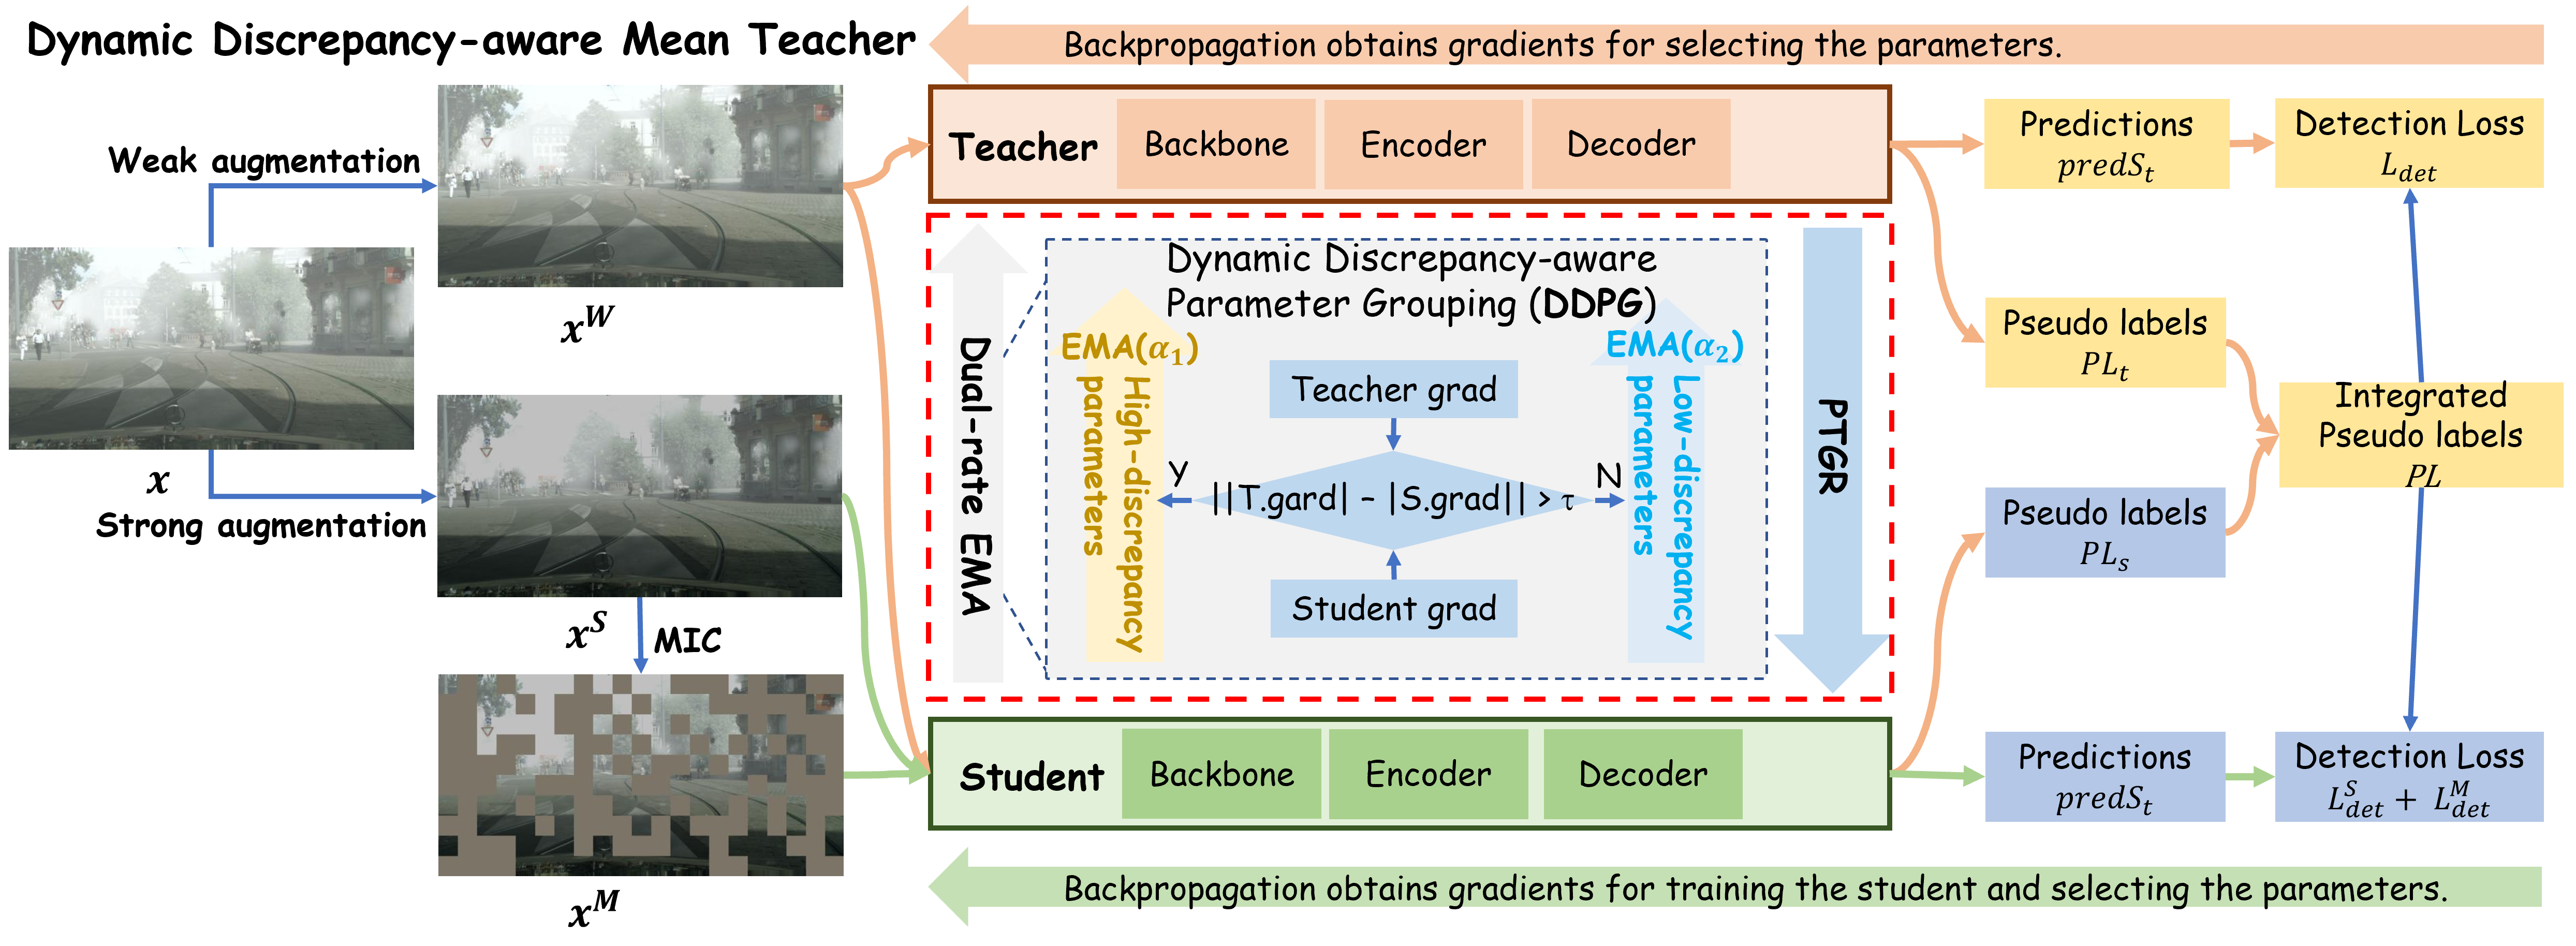 Dynamic Discrepancy-aware Mean Teacher
Backpropagation obtains gradients for selecting the parameters.
Weak augmentation
x^W
x
Strong augmentation
x^S
MIC
x^M
Teacher
Backbone
Encoder
Decoder
Dual-rate EMA
Dynamic Discrepancy-aware
Parameter Grouping (DDPG)
EMA(α₁)
High-discrepancy
parameters
Teacher grad
Y
||T.gard| – |S.grad|| > τ
N
Student grad
EMA(α₂)
Low-discrepancy
parameters
PTGR
Student
Backbone
Encoder
Decoder
Predictions
predS_t
Detection Loss
L_det
Pseudo labels
PL_t
Integrated
Pseudo labels
PL
Pseudo labels
PL_s
Predictions
predS_t
Detection Loss
L^S_det + L^M_det
Backpropagation obtains gradients for training the student and selecting the parameters.